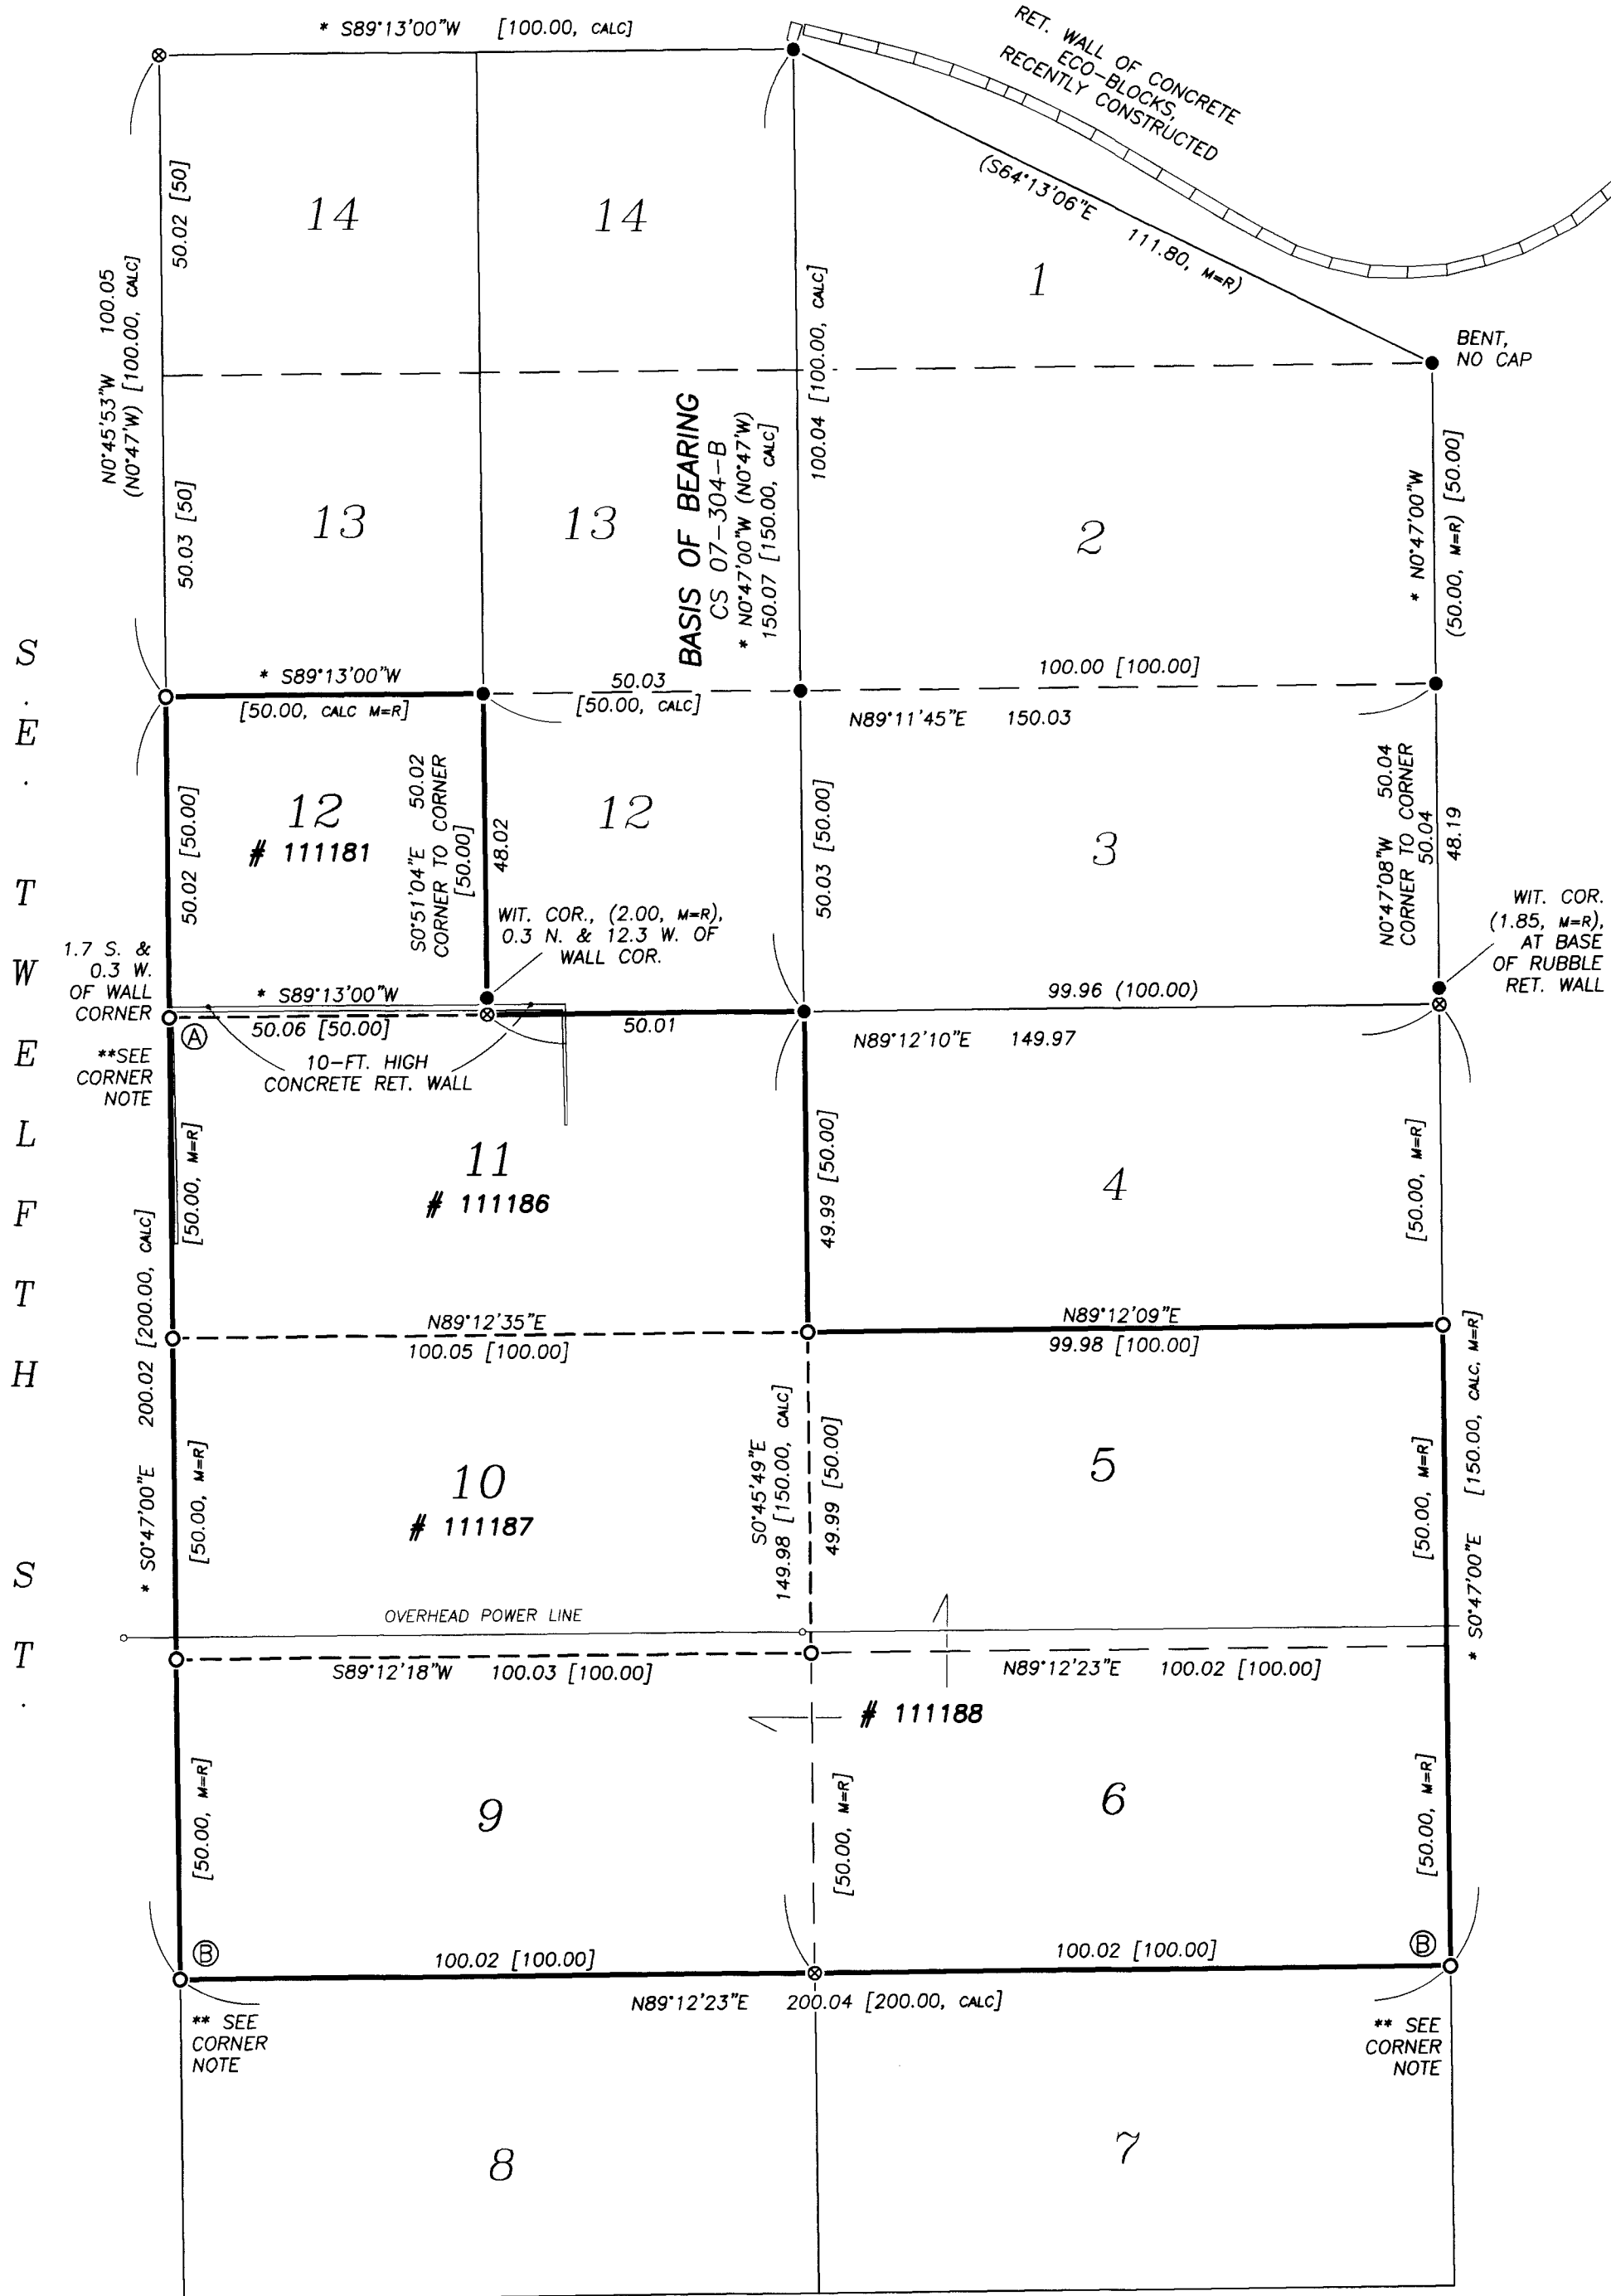 * S89°13'00"W [100.00, CALC]
RET. WALL OF CONCRETE
ECO-BLOCKS,
RECENTLY CONSTRUCTED
(S64°13'06"E 111.80, M=R)
14
14
1
50.02 [50]
N0°45'53"W 100.05
(N0°47'W) [100.00, CALC]
100.04 [100.00, CALC]
BENT,
NO CAP
50.03 [50]
13
13
BASIS OF BEARING
CS 07-304-B
* N0°47'00"W (N0°47'W)
150.07 [150.00, CALC]
2
* N0°47'00"W
(50.00, M=R) [50.00]
S.E. TWELFTH ST.
* S89°13'00"W
[50.00, CALC M=R]
50.03
[50.00, CALC]
100.00 [100.00]
N89°11'45"E 150.03
50.02 [50.00]
12
# 111181
S0°51'04"E 50.02
CORNER TO CORNER
[50.00]
48.02
12
50.03 [50.00]
3
N0°47'08"W 50.04
CORNER TO CORNER
50.04
48.19
WIT. COR., (2.00, M=R),
0.3 N. & 12.3 W. OF
WALL COR.
WIT. COR.
(1.85, M=R),
AT BASE
OF RUBBLE
RET. WALL
1.7 S. &
0.3 W.
OF WALL
CORNER
* S89°13'00"W
50.06 [50.00]
50.01
99.96 (100.00)
N89°12'10"E 149.97
A
**SEE
CORNER
NOTE
10-FT. HIGH
CONCRETE RET. WALL
[50.00, M=R]
11
# 111186
49.99 [50.00]
4
[50.00, M=R]
* S0°47'00"E 200.02 [200.00, CALC]
N89°12'35"E
100.05 [100.00]
N89°12'09"E
99.98 [100.00]
* S0°47'00"E [150.00, CALC, M=R]
[50.00, M=R]
10
# 111187
S0°45'49"E
149.98 [150.00, CALC]
49.99 [50.00]
5
[50.00, M=R]
OVERHEAD POWER LINE
S89°12'18"W 100.03 [100.00]
N89°12'23"E 100.02 [100.00]
# 111188
[50.00, M=R]
9
[50.00, M=R]
6
[50.00, M=R]
B
100.02 [100.00]
100.02 [100.00]
B
N89°12'23"E 200.04 [200.00, CALC]
** SEE
CORNER
NOTE
** SEE
CORNER
NOTE
8
7